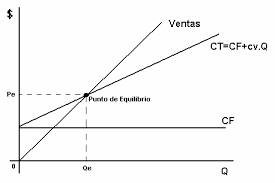 $
Ventas
CT=CF+cv.Q
Pe
Punto de Equilibrio
CF
0
Qe
Q